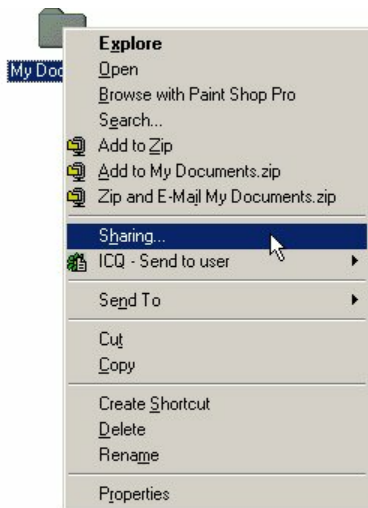 My Doc
Explore
Open
Browse with Paint Shop Pro
Search...
Add to Zip
Add to My Documents.zip
Zip and E-Mail My Documents.zip
Sharing...
ICQ - Send to user
Send To
Cut
Copy
Create Shortcut
Delete
Rename
Properties